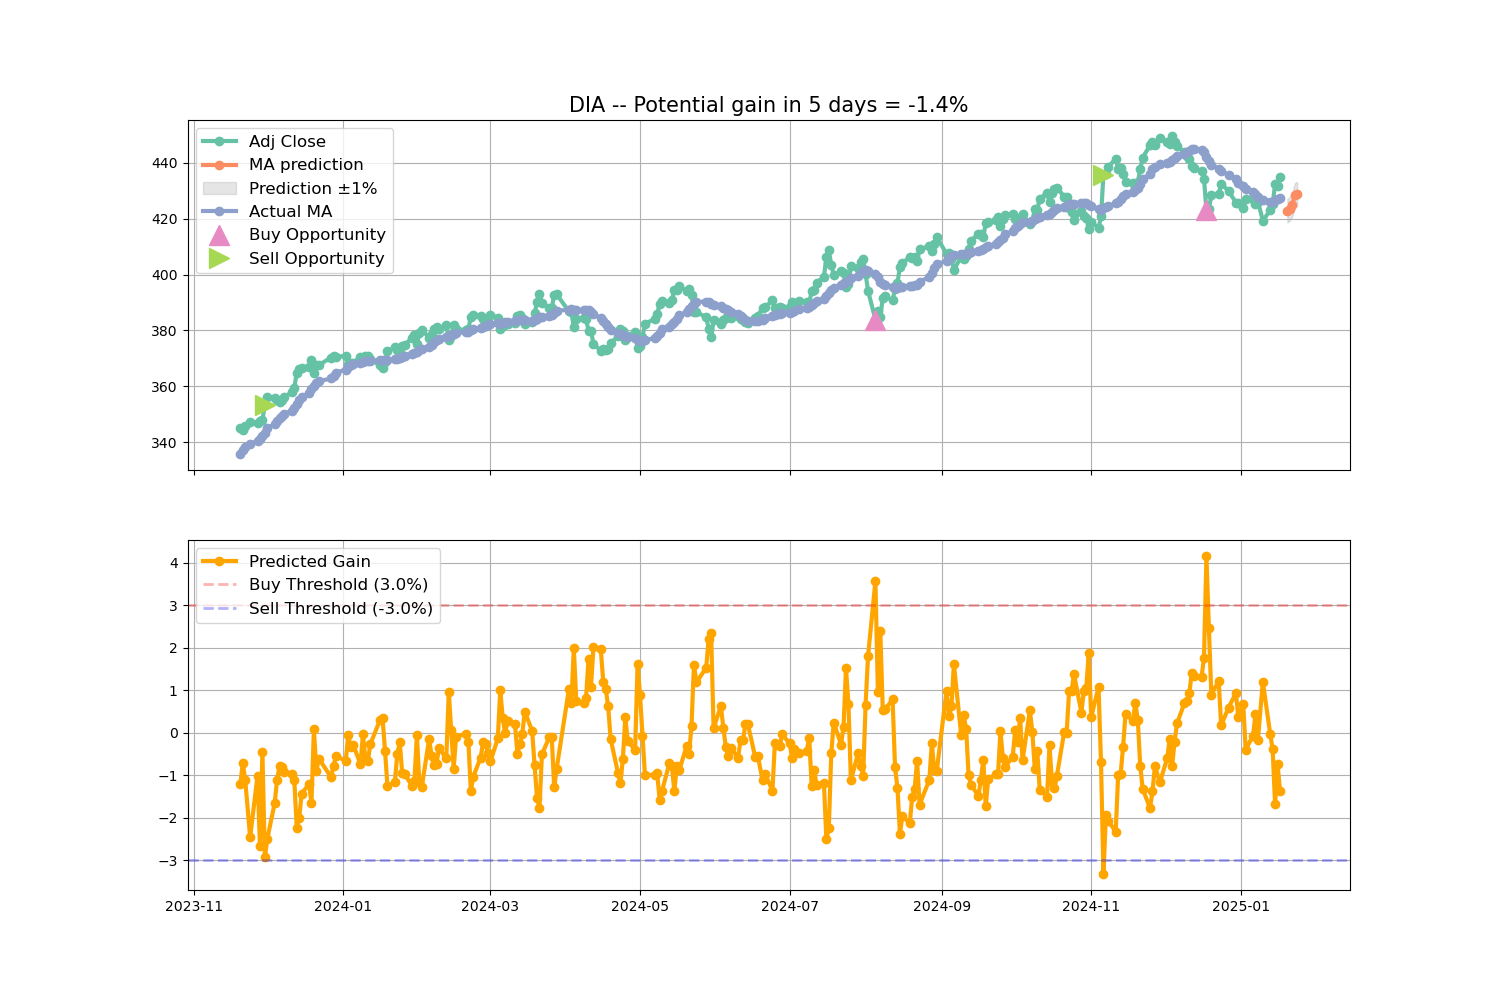 DIA -- Potential gain in 5 days = -1.4%
Adj Close
MA prediction
Prediction ±1%
Actual MA
Buy Opportunity
Sell Opportunity
440
420
400
380
360
340
Predicted Gain
Buy Threshold (3.0%)
Sell Threshold (-3.0%)
4
3
2
1
0
−1
−2
−3
2023-11 2024-01 2024-03 2024-05 2024-07 2024-09 2024-11 2025-01